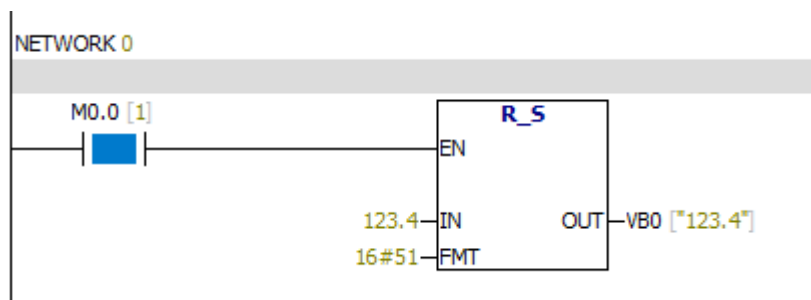 NETWORK 0
M0.0 [1]
R_S
EN
123.4 IN OUT VB0 ["123.4"]
16#51 FMT